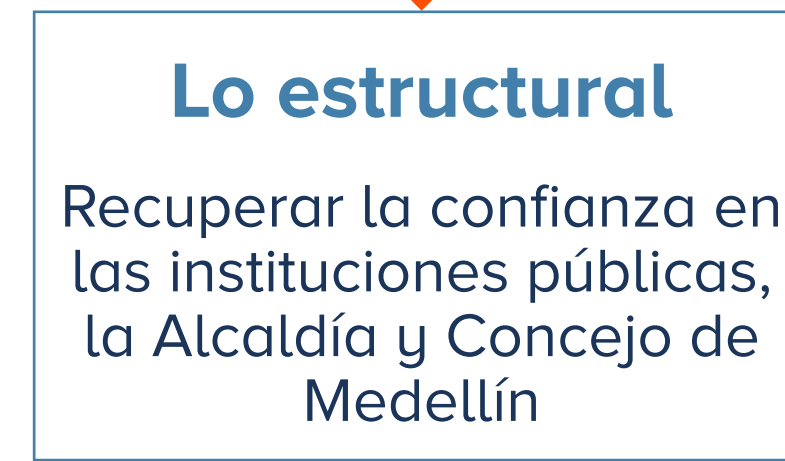 Lo estructural
Recuperar la confianza en
las instituciones públicas,
la Alcaldía y Concejo de
Medellín